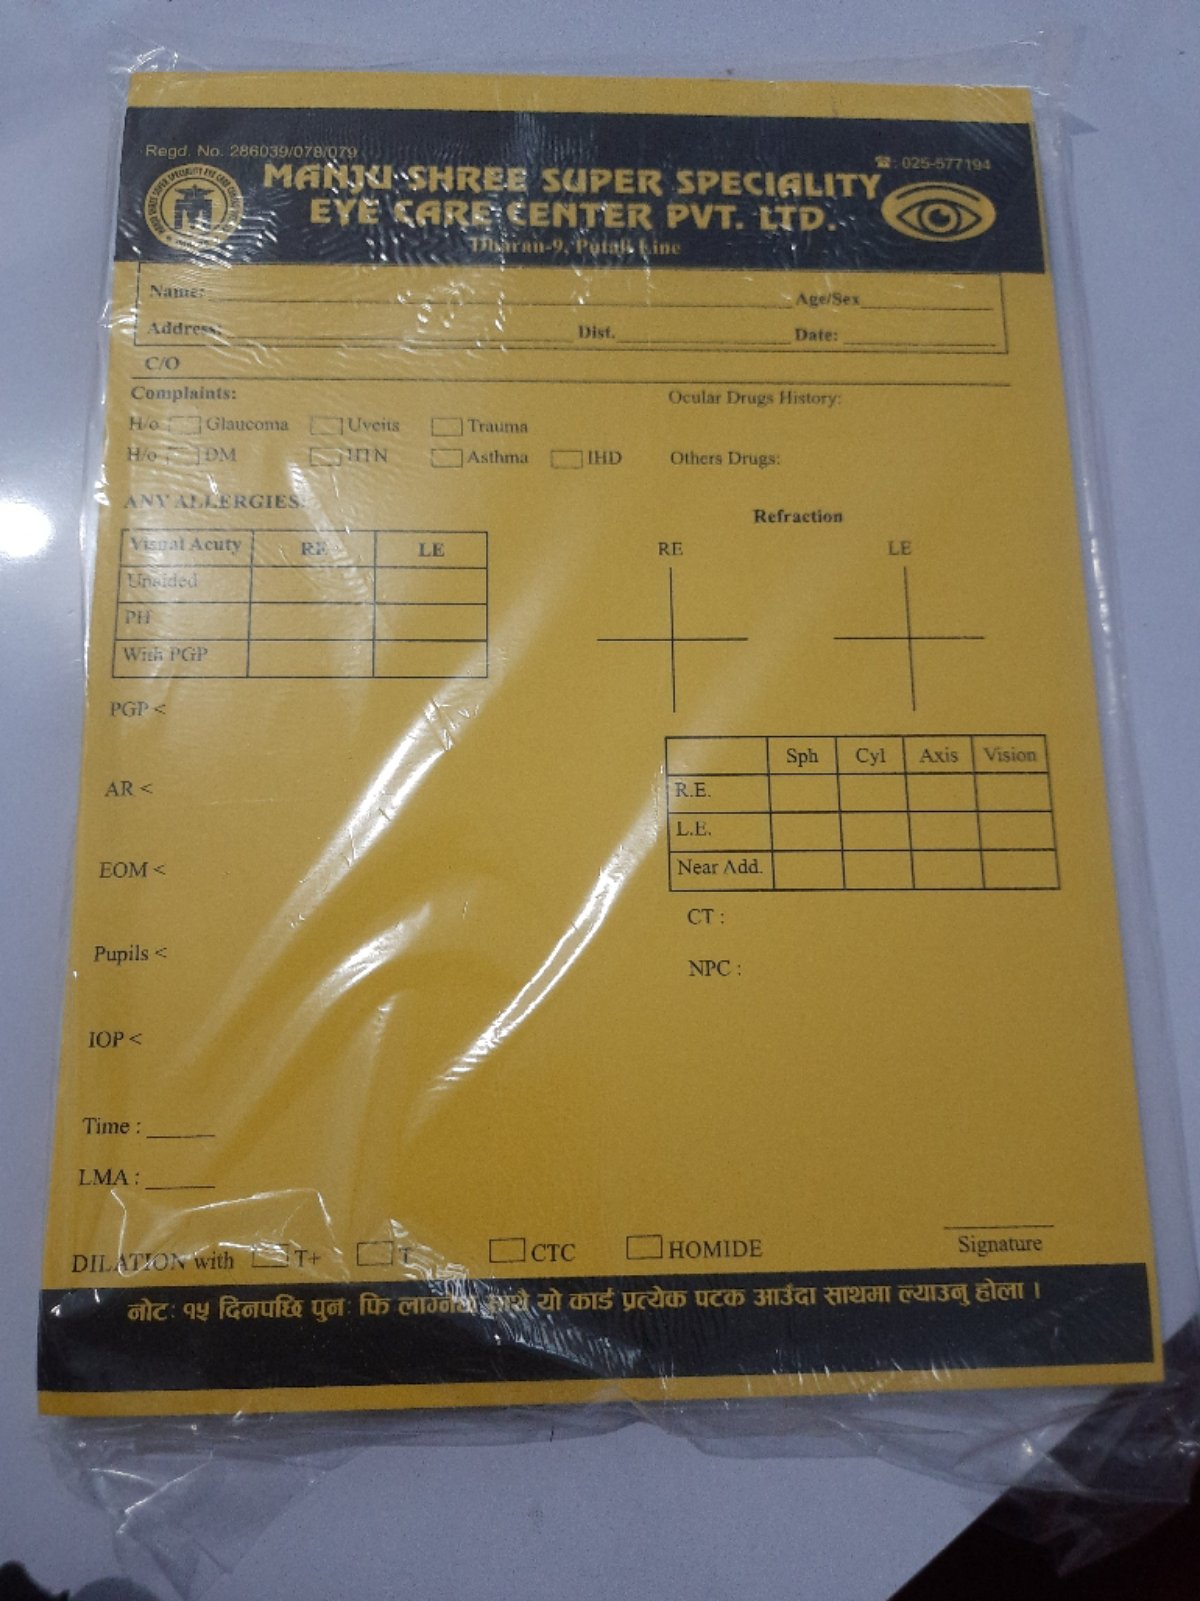 Regd. No. 286039/078/079
☎: 025-577194
MANJU SHREE SUPER SPECIALITY
EYE CARE CENTER PVT. LTD.
Dharan-9, Putali Line
Name: Age/Sex
Address: Dist. Date:
C/O
Complaints: Ocular Drugs History:
H/o Glaucoma Uveits Trauma
H/o DM HTN Asthma IHD Others Drugs:
ANY ALLERGIES:
Refraction
Visual Acuty RE LE
Unaided
PH
With PGP
RE LE
PGP <
Sph Cyl Axis Vision
R.E.
L.E.
Near Add.
AR <
EOM <
CT :
Pupils <
NPC :
IOP <
Time :
LMA :
Signature
DILATION with T+ T CTC HOMIDE
नोटः १५ दिनपछि पुनः फि लाग्नेछ यो कार्ड प्रत्येक पटक आउँदा साथमा ल्याउनु होला ।